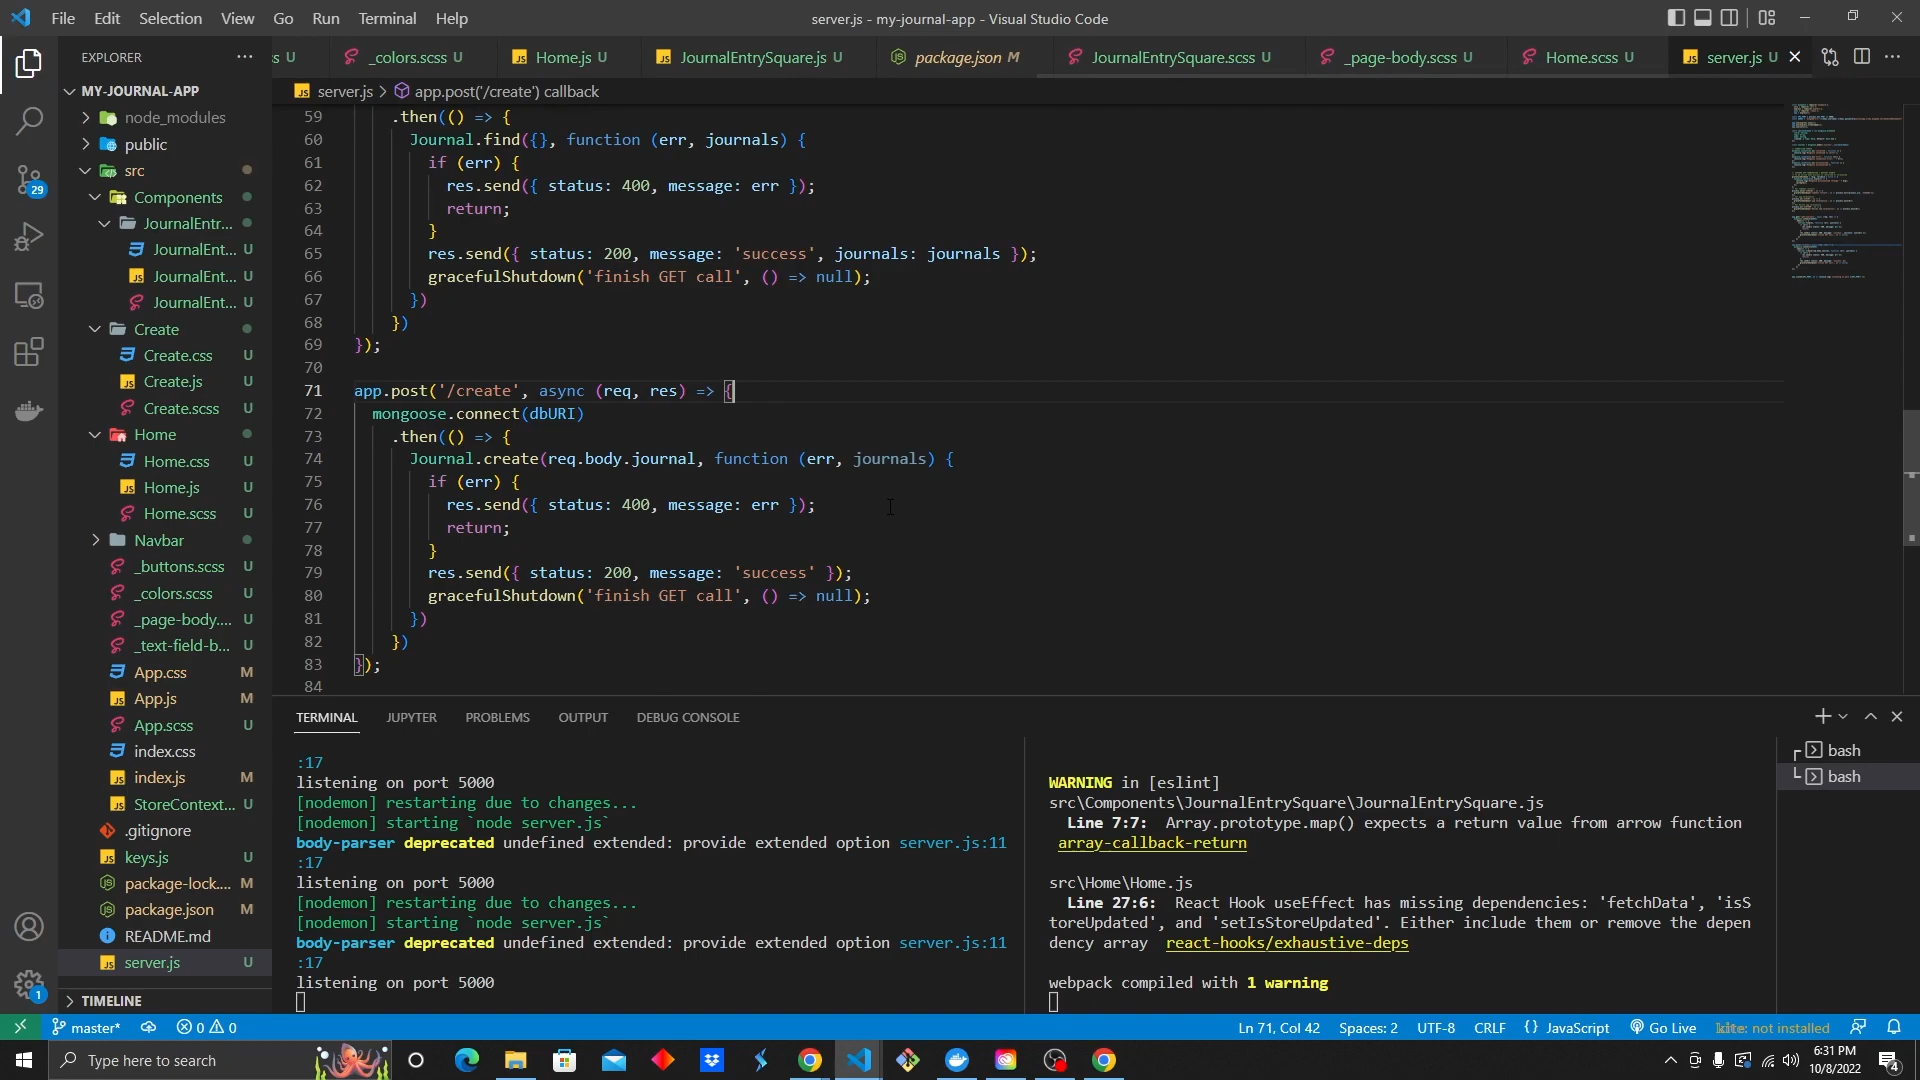 File Edit Selection View Go Run Terminal Help
server.js - my-journal-app - Visual Studio Code
EXPLORER
ss U
_colors.scss U
Home.js U
JournalEntrySquare.js U
package.json M
JournalEntrySquare.scss U
_page-body.scss U
Home.scss U
server.js U
server.js > app.post('/create') callback
MY-JOURNAL-APP
node_modules
public
src
Components
JournalEntr...
JournalEnt... U
JournalEnt... U
JournalEnt... U
Create
Create.css U
Create.js U
Create.scss U
Home
Home.css U
Home.js U
Home.scss U
Navbar
_buttons.scss U
_colors.scss U
_page-body.... U
_text-field-b... U
App.css M
App.js M
App.scss U
index.css
index.js M
StoreContext... U
.gitignore
keys.js U
package-lock.... M
package.json M
README.md
server.js U
TIMELINE
29
1
59 .then(() => {
60 Journal.find({}, function (err, journals) {
61 if (err) {
62 res.send({ status: 400, message: err });
63 return;
64 }
65 res.send({ status: 200, message: 'success', journals: journals });
66 gracefulShutdown('finish GET call', () => null);
67 })
68 })
69 });
70
71 app.post('/create', async (req, res) => {
72 mongoose.connect(dbURI)
73 .then(() => {
74 Journal.create(req.body.journal, function (err, journals) {
75 if (err) {
76 res.send({ status: 400, message: err });
77 return;
78 }
79 res.send({ status: 200, message: 'success' });
80 gracefulShutdown('finish GET call', () => null);
81 })
82 })
83 });
84
TERMINAL JUPYTER PROBLEMS OUTPUT DEBUG CONSOLE
:17
listening on port 5000
[nodemon] restarting due to changes...
[nodemon] starting `node server.js`
body-parser deprecated undefined extended: provide extended option server.js:11
:17
listening on port 5000
[nodemon] restarting due to changes...
[nodemon] starting `node server.js`
body-parser deprecated undefined extended: provide extended option server.js:11
:17
listening on port 5000
WARNING in [eslint]
src\Components\JournalEntrySquare\JournalEntrySquare.js
Line 7:7: Array.prototype.map() expects a return value from arrow function
array-callback-return
src\Home\Home.js
Line 27:6: React Hook useEffect has missing dependencies: 'fetchData', 'isS
toreUpdated', and 'setIsStoreUpdated'. Either include them or remove the depen
dency array react-hooks/exhaustive-deps
webpack compiled with 1 warning
bash
bash
master* 0 0
Ln 71, Col 42 Spaces: 2 UTF-8 CRLF {} JavaScript Go Live kite: not installed
Type here to search
6:31 PM
10/8/2022
4